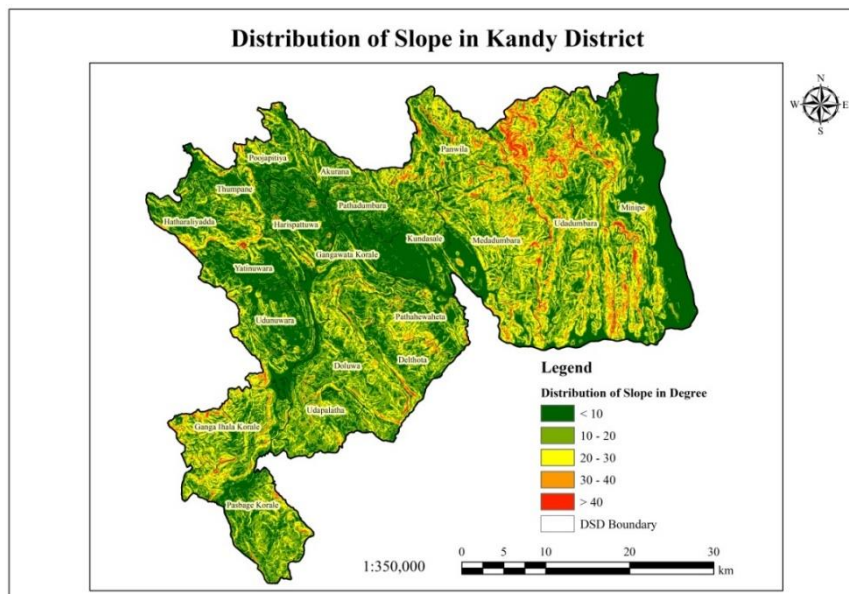 Distribution of Slope in Kandy District
N
W E
S
Panwila
Poojapitiya
Akurana
Thumpane
Pathadumbara
Minipe
Hatharaliyadda
Harispattuwa
Udadumbara
Kundasale
Medadumbara
Gangawata Korale
Yatinuwara
Pathahewaheta
Udunuwara
Delthota
Doluwa
Udapalatha
Ganga Ihala Korale
Pasbage Korale
Legend
Distribution of Slope in Degree
< 10
10 - 20
20 - 30
30 - 40
> 40
DSD Boundary
1:350,000
0 5 10 20 30
km